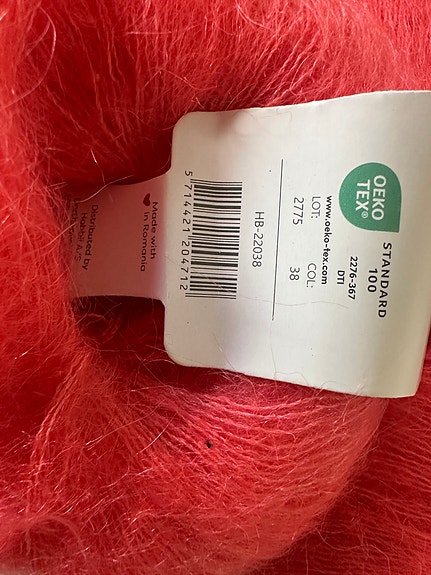 OEKO
TEX®
STANDARD
100
2276-367
DTI
www.oeko-tex.com
LOT: COL:
2775 38
HB-22038
5 714421 204712
Made with
in Romania
Distributed by